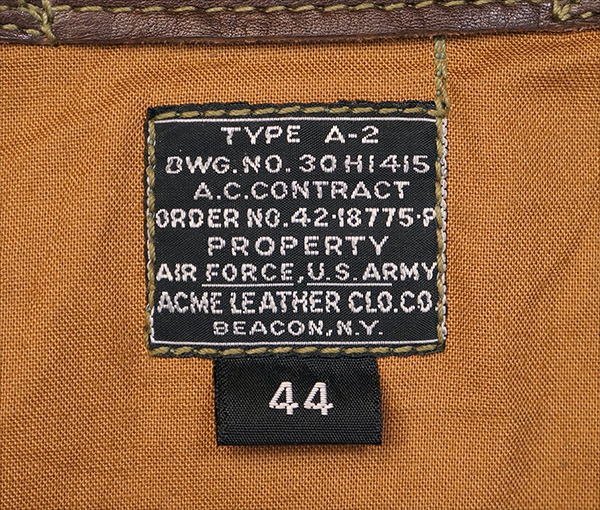 TYPE A-2
DWG. NO. 30H1415
A.C. CONTRACT
ORDER NO. 42-18775-P
PROPERTY
AIR FORCE, U.S. ARMY
ACME LEATHER CLO. CO.
BEACON, N.Y.
44